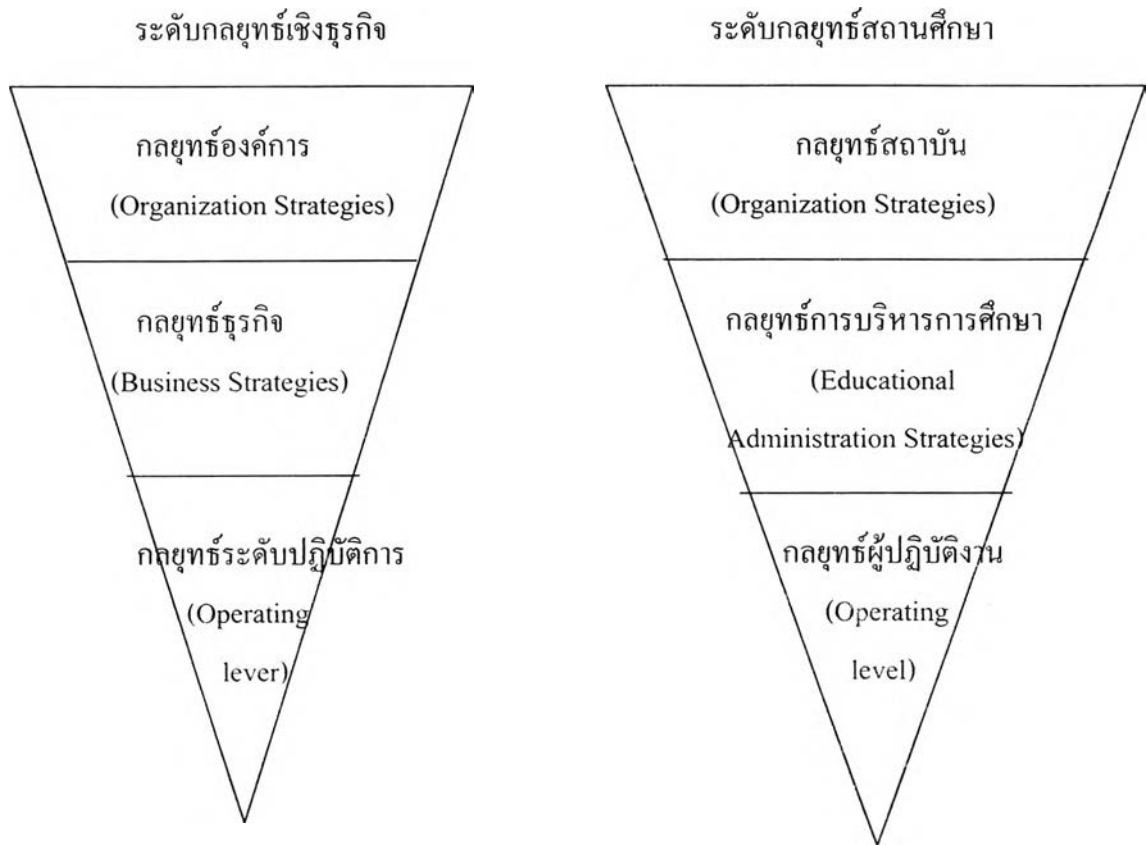 ระดับกลยุทธ์เชิงธุรกิจ
กลยุทธ์องค์การ
(Organization Strategies)
กลยุทธ์ธุรกิจ
(Business Strategies)
กลยุทธ์ระดับปฏิบัติการ
(Operating
lever)
ระดับกลยุทธ์สถานศึกษา
กลยุทธ์สถาบัน
(Organization Strategies)
กลยุทธ์การบริหารการศึกษา
(Educational
Administration Strategies)
กลยุทธ์ผู้ปฏิบัติงาน
(Operating
level)